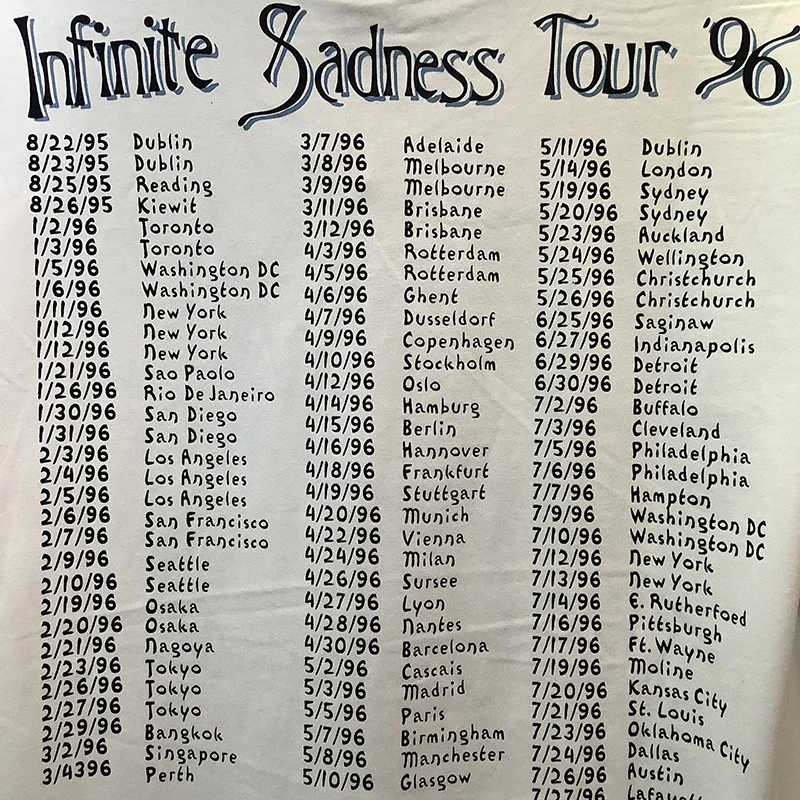 Infinite Sadness Tour '96
8/22/95 Dublin
8/23/95 Dublin
8/25/95 Reading
8/26/95 Kiewit
1/2/96 Toronto
1/3/96 Toronto
1/5/96 Washington DC
1/6/96 Washington DC
1/11/96 New York
1/12/96 New York
1/12/96 New York
1/21/96 Sao Paolo
1/26/96 Rio De Janeiro
1/30/96 San Diego
1/31/96 San Diego
2/3/96 Los Angeles
2/4/96 Los Angeles
2/5/96 Los Angeles
2/6/96 San Francisco
2/7/96 San Francisco
2/9/96 Seattle
2/10/96 Seattle
2/19/96 Osaka
2/20/96 Osaka
2/21/96 Nagoya
2/23/96 Tokyo
2/26/96 Tokyo
2/27/96 Tokyo
2/29/96 Bangkok
3/2/96 Singapore
3/4396 Perth
3/7/96 Adelaide
3/8/96 Melbourne
3/9/96 Melbourne
3/11/96 Brisbane
3/12/96 Brisbane
4/3/96 Rotterdam
4/5/96 Rotterdam
4/6/96 Ghent
4/7/96 Dusseldorf
4/9/96 Copenhagen
4/10/96 Stockholm
4/12/96 Oslo
4/14/96 Hamburg
4/15/96 Berlin
4/16/96 Hannover
4/18/96 Frankfurt
4/19/96 Stuttgart
4/20/96 Munich
4/22/96 Vienna
4/24/96 Milan
4/26/96 Sursee
4/27/96 Lyon
4/28/96 Nantes
4/30/96 Barcelona
5/2/96 Cascais
5/3/96 Madrid
5/5/96 Paris
5/7/96 Birmingham
5/8/96 Manchester
5/10/96 Glasgow
5/11/96 Dublin
5/14/96 London
5/19/96 Sydney
5/20/96 Sydney
5/23/96 Auckland
5/24/96 Wellington
5/25/96 Christchurch
5/26/96 Christchurch
6/25/96 Saginaw
6/27/96 Indianapolis
6/29/96 Detroit
6/30/96 Detroit
7/2/96 Buffalo
7/3/96 Cleveland
7/5/96 Philadelphia
7/6/96 Philadelphia
7/7/96 Hampton
7/9/96 Washington DC
7/10/96 Washington DC
7/12/96 New York
7/13/96 New York
7/14/96 E. Rutherfoed
7/16/96 Pittsburgh
7/17/96 Ft. Wayne
7/19/96 Moline
7/20/96 Kansas City
7/21/96 St. Louis
7/23/96 Oklahoma City
7/24/96 Dallas
7/26/96 Austin
7/27/96